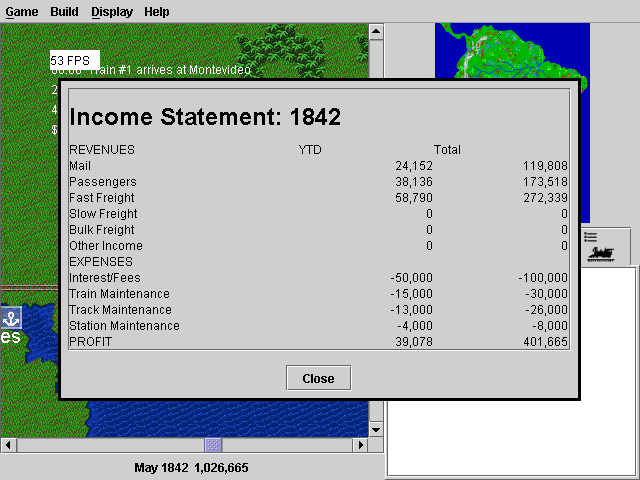 Game Build Display Help
53 FPS
Train #1 arrives at Montevideo
Income Statement: 1842
REVENUES YTD Total
Mail 24,152 119,808
Passengers 38,136 173,518
Fast Freight 58,790 272,339
Slow Freight 0 0
Bulk Freight 0 0
Other Income 0 0
EXPENSES
Interest/Fees -50,000 -100,000
Train Maintenance -15,000 -30,000
Track Maintenance -13,000 -26,000
Station Maintenance -4,000 -8,000
PROFIT 39,078 401,665
es
Close
May 1842 1,026,665